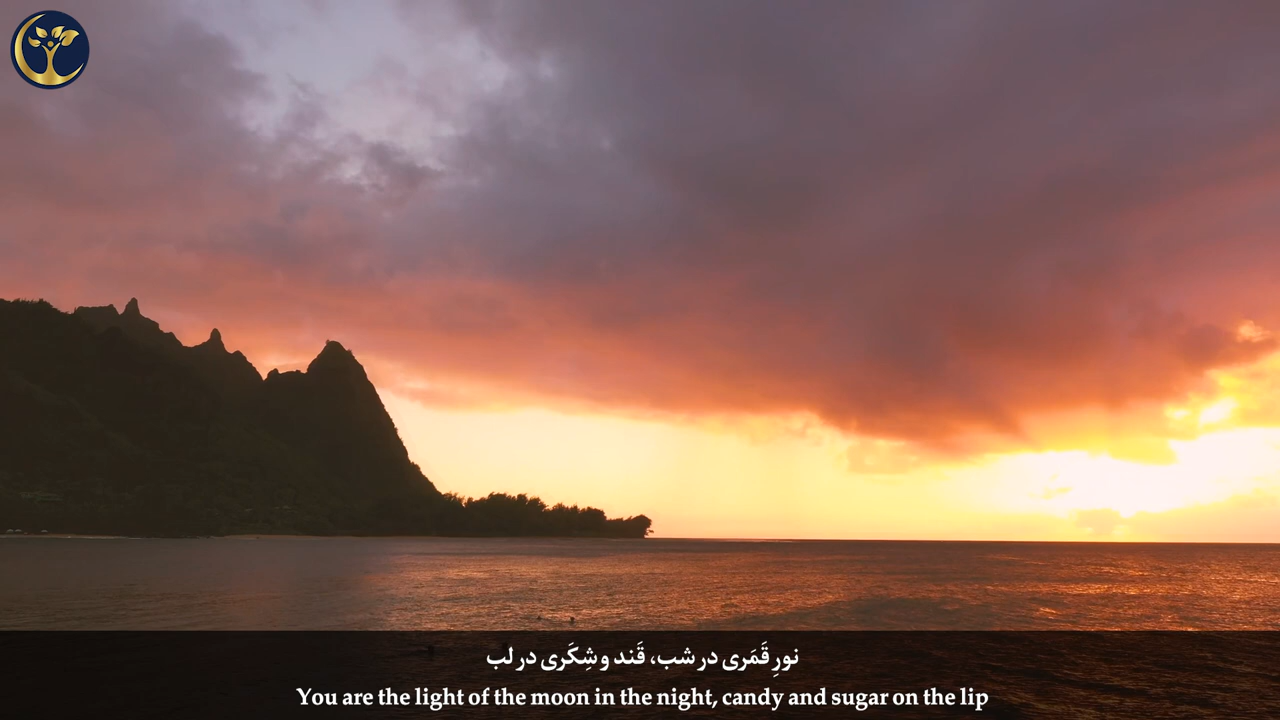 نورِ قَمَری در شب، قَند و شِکَری در لب
You are the light of the moon in the night, candy and sugar on the lip